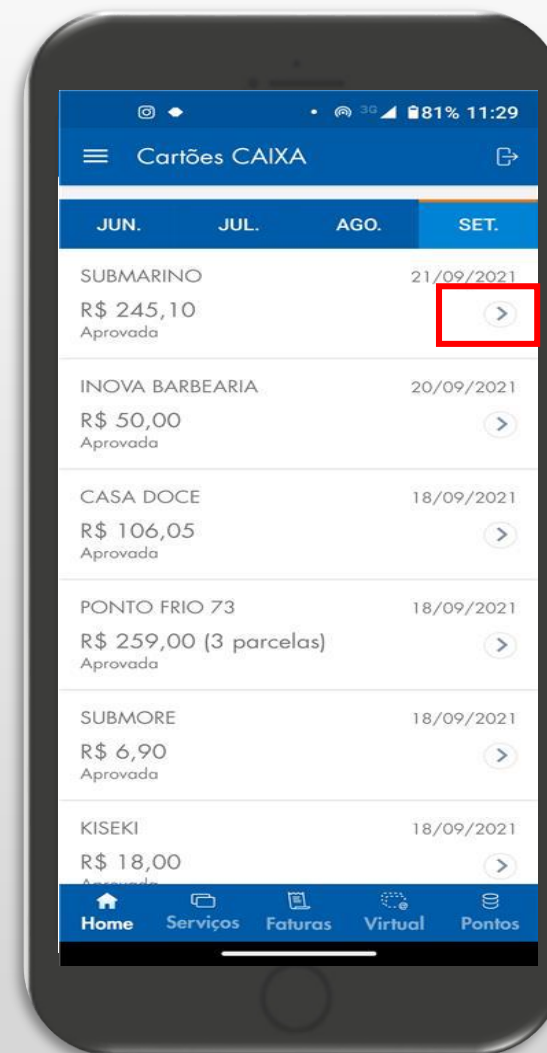 3G 81% 11:29
Cartões CAIXA
JUN. JUL. AGO. SET.
SUBMARINO 21/09/2021
R$ 245,10
Aprovada
INOVA BARBEARIA 20/09/2021
R$ 50,00
Aprovada
CASA DOCE 18/09/2021
R$ 106,05
Aprovada
PONTO FRIO 73 18/09/2021
R$ 259,00 (3 parcelas)
Aprovada
SUBMORE 18/09/2021
R$ 6,90
Aprovada
KISEKI 18/09/2021
R$ 18,00
Aprovada
Home Serviços Faturas Virtual Pontos